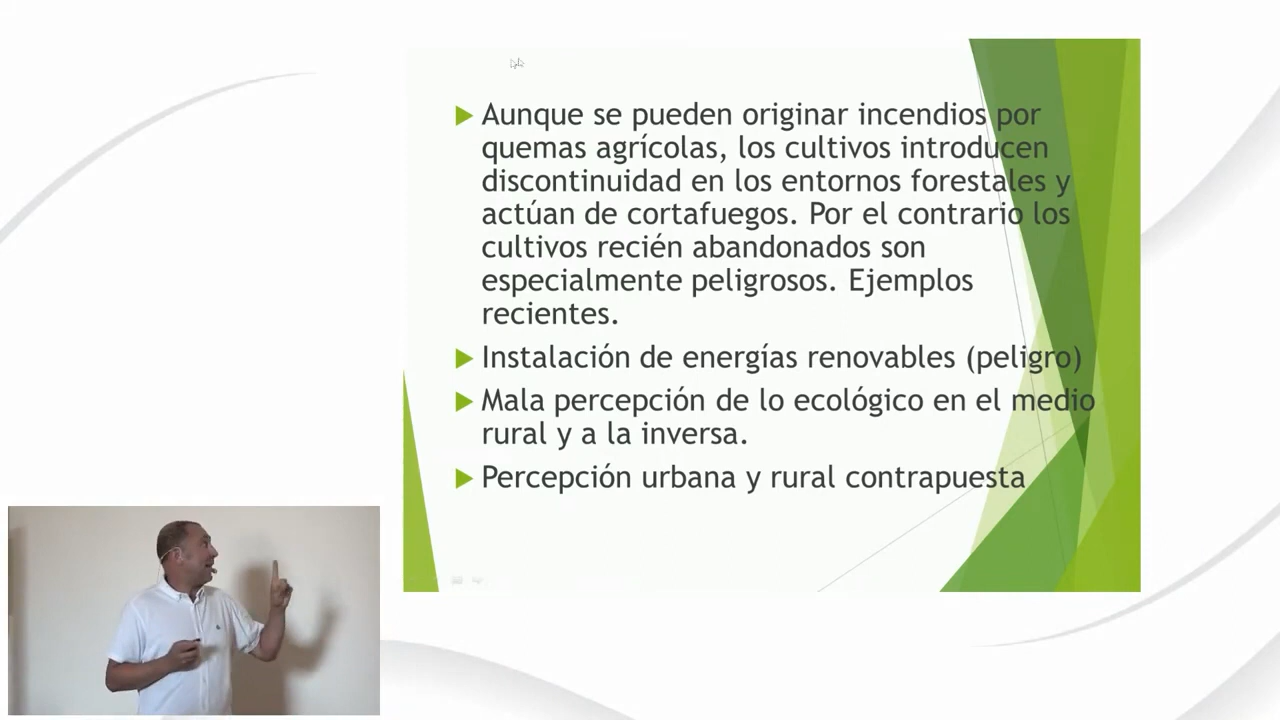 Aunque se pueden originar incendios por
quemas agrícolas, los cultivos introducen
discontinuidad en los entornos forestales y
actúan de cortafuegos. Por el contrario los
cultivos recién abandonados son
especialmente peligrosos. Ejemplos
recientes.
Instalación de energías renovables (peligro)
Mala percepción de lo ecológico en el medio
rural y a la inversa.
Percepción urbana y rural contrapuesta